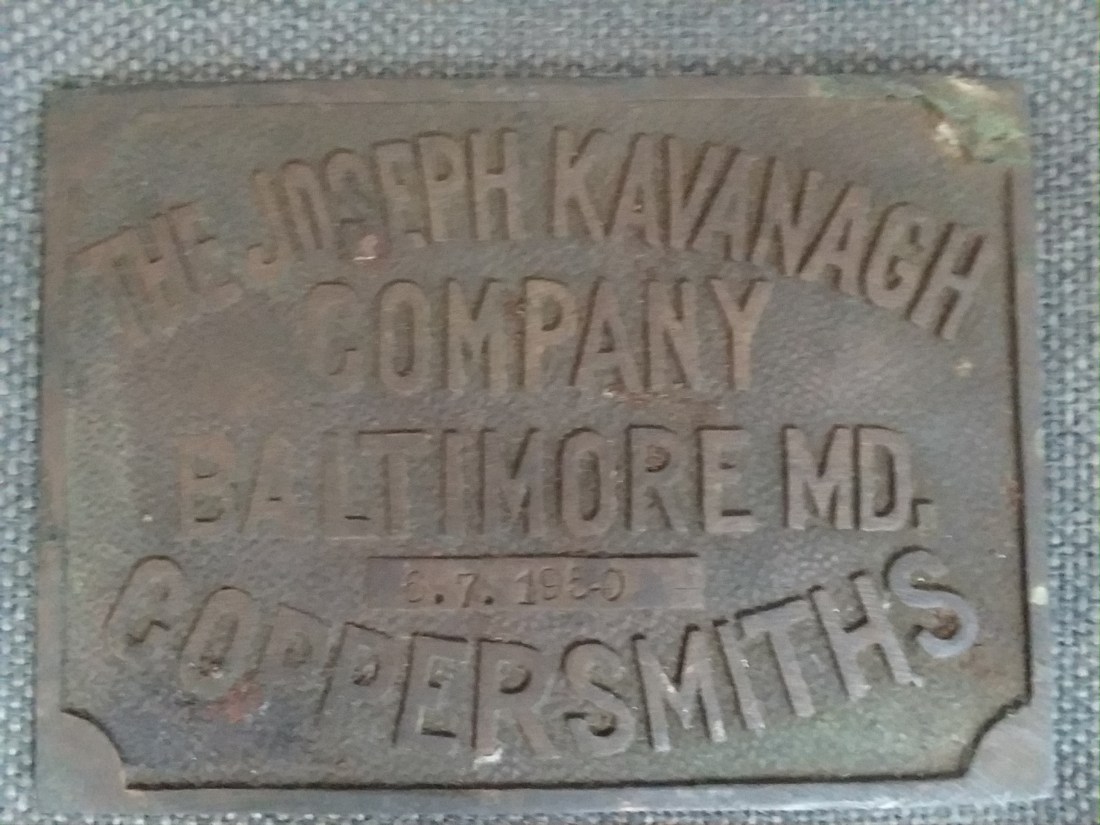 THE JOSEPH KAVANAGH
COMPANY
BALTIMORE MD.
COPPERSMITHS